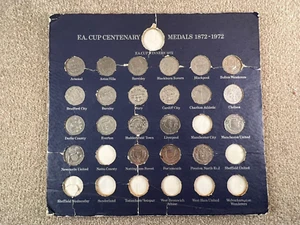 F.A. CUP CENTENARY MEDALS 1872-1972
F.A. CUP WINNERS 1972
Arsenal Aston Villa Barnsley Blackburn Rovers Blackpool Bolton Wanderers
Bradford City Burnley Bury Cardiff City Charlton Athletic Chelsea
Derby County Everton Huddersfield Town Liverpool Manchester City Manchester United
Newcastle United Notts County Nottingham Forest Portsmouth Preston North End Sheffield United
Sheffield Wednesday Sunderland Tottenham Hotspur West Bromwich Albion West Ham United Wolverhampton Wanderers